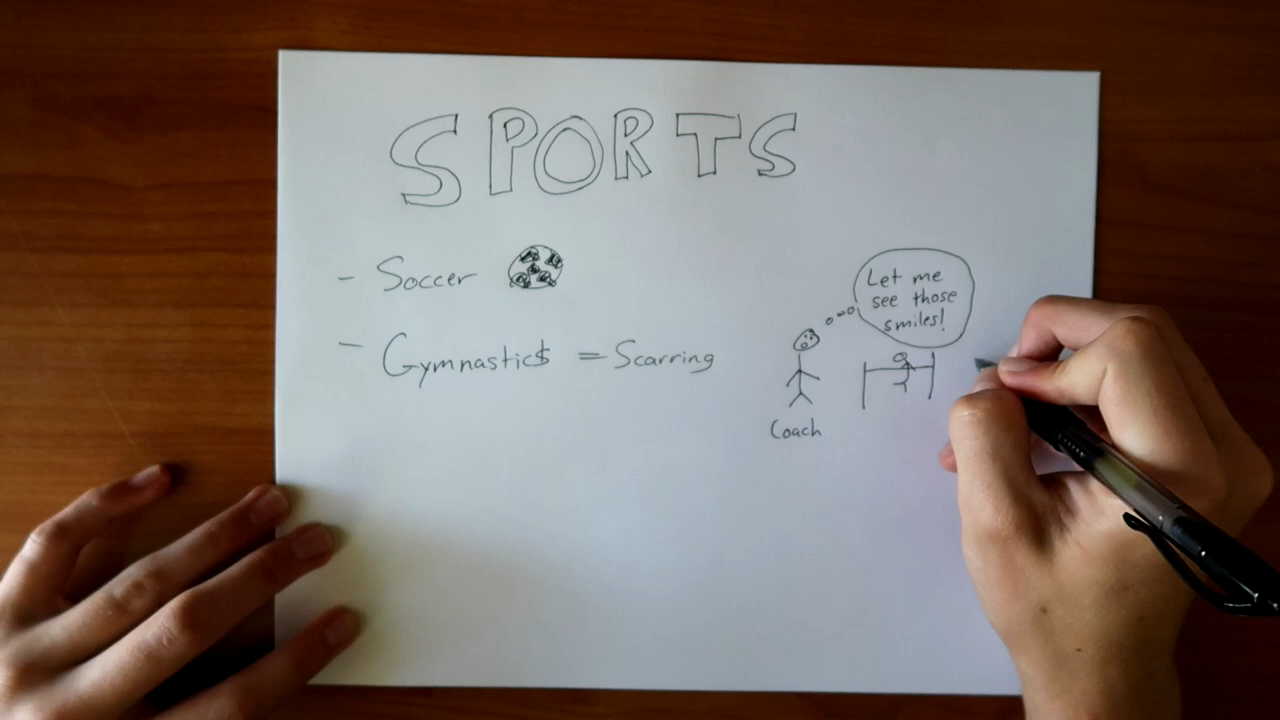 SPORTS
- Soccer
- Gymnastic$ = Scarring
Let me
see those
smiles!
Coach